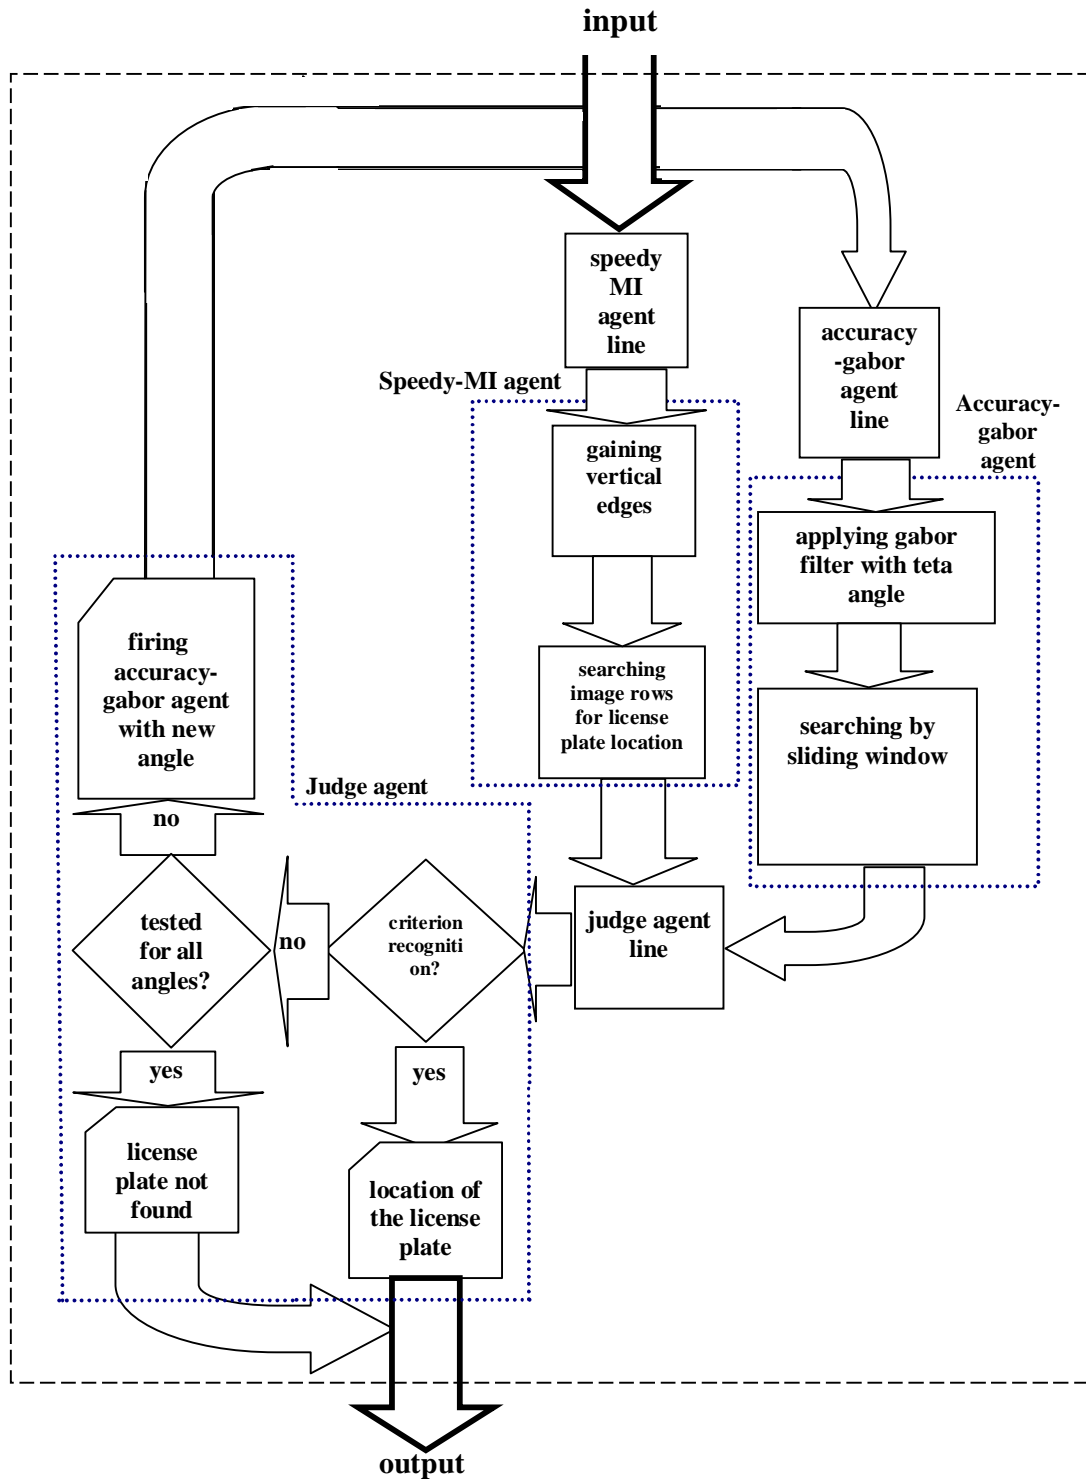 input
speedy
MI
agent
line
accuracy
-gabor
agent
line
Speedy-MI agent
Accuracy-
gabor
agent
gaining
vertical
edges
applying gabor
filter with teta
angle
searching
image rows
for license
plate location
searching by
sliding window
firing
accuracy-
gabor agent
with new
angle
Judge agent
no
tested
for all
angles?
no
criterion
recogniti
on?
judge agent
line
yes
yes
license
plate not
found
location of
the license
plate
output